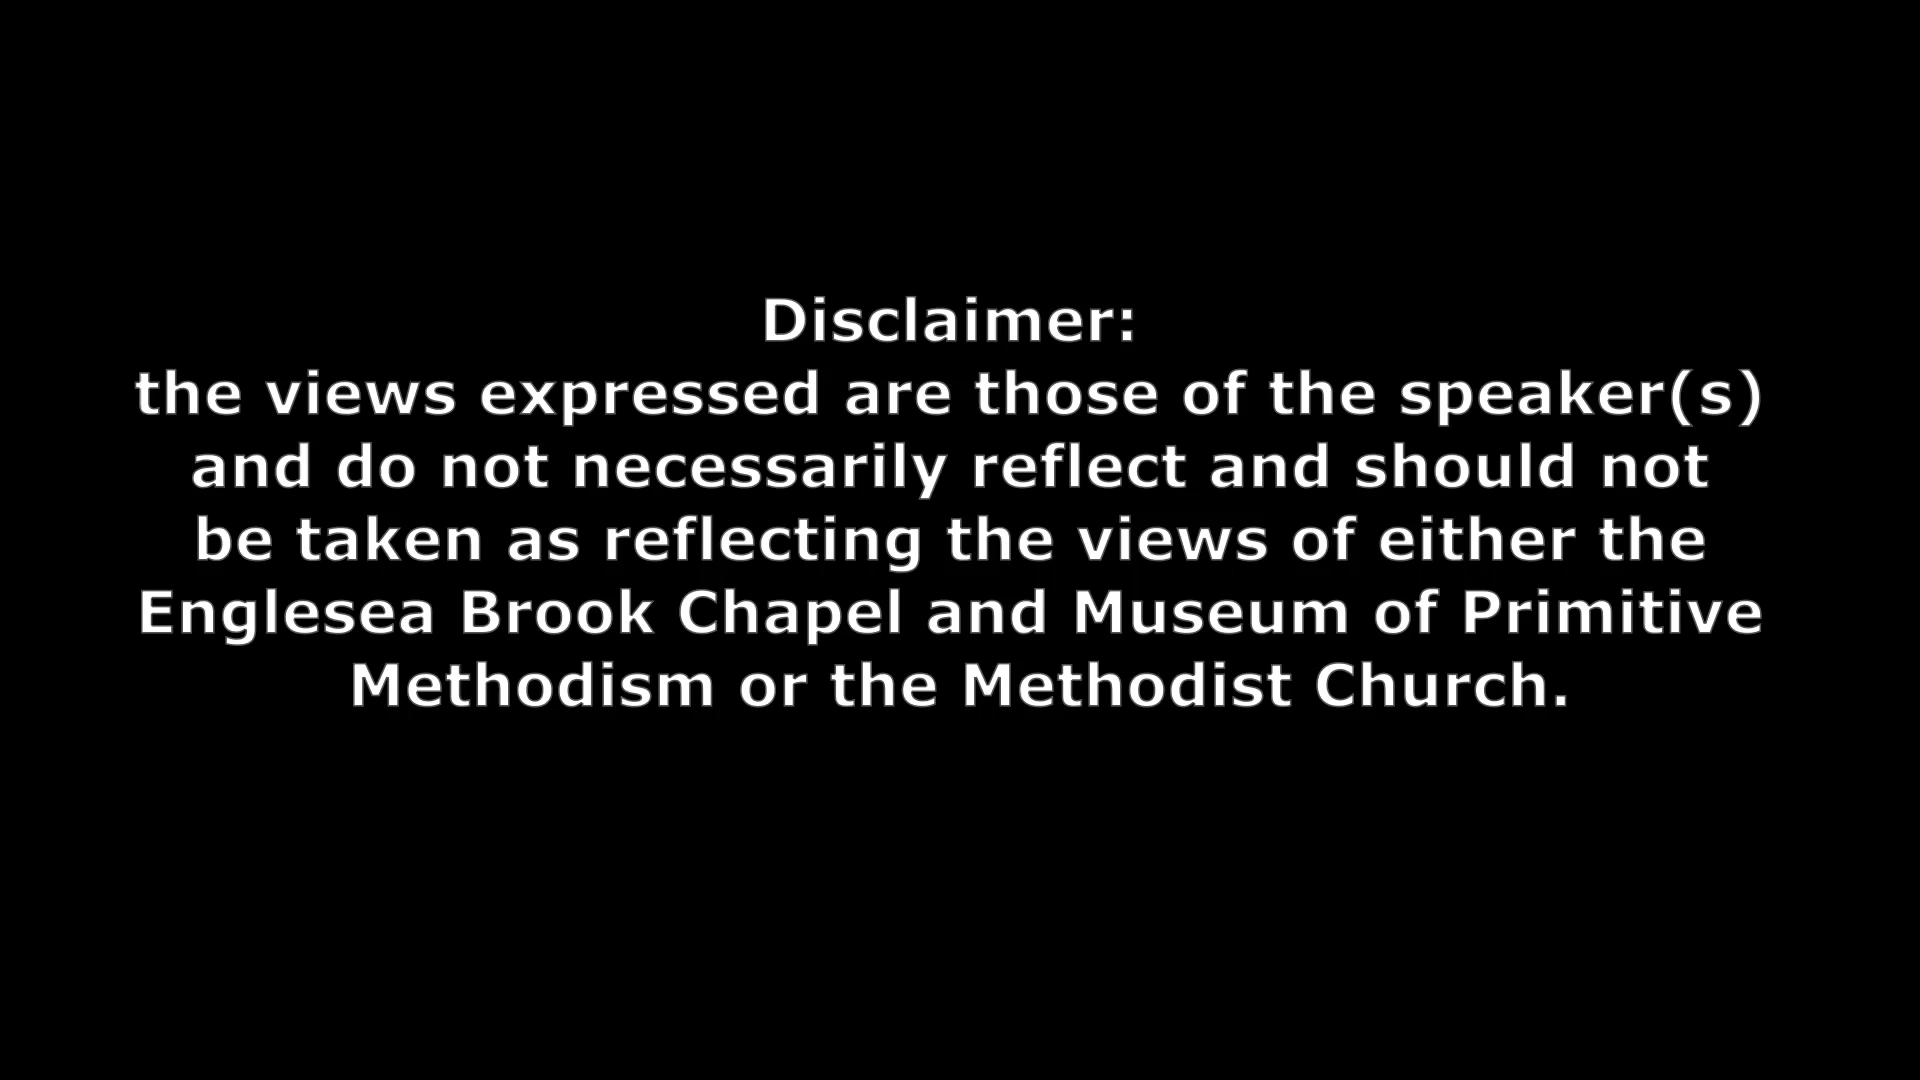 Disclaimer:
the views expressed are those of the speaker(s)
and do not necessarily reflect and should not
be taken as reflecting the views of either the
Englesea Brook Chapel and Museum of Primitive
Methodism or the Methodist Church.